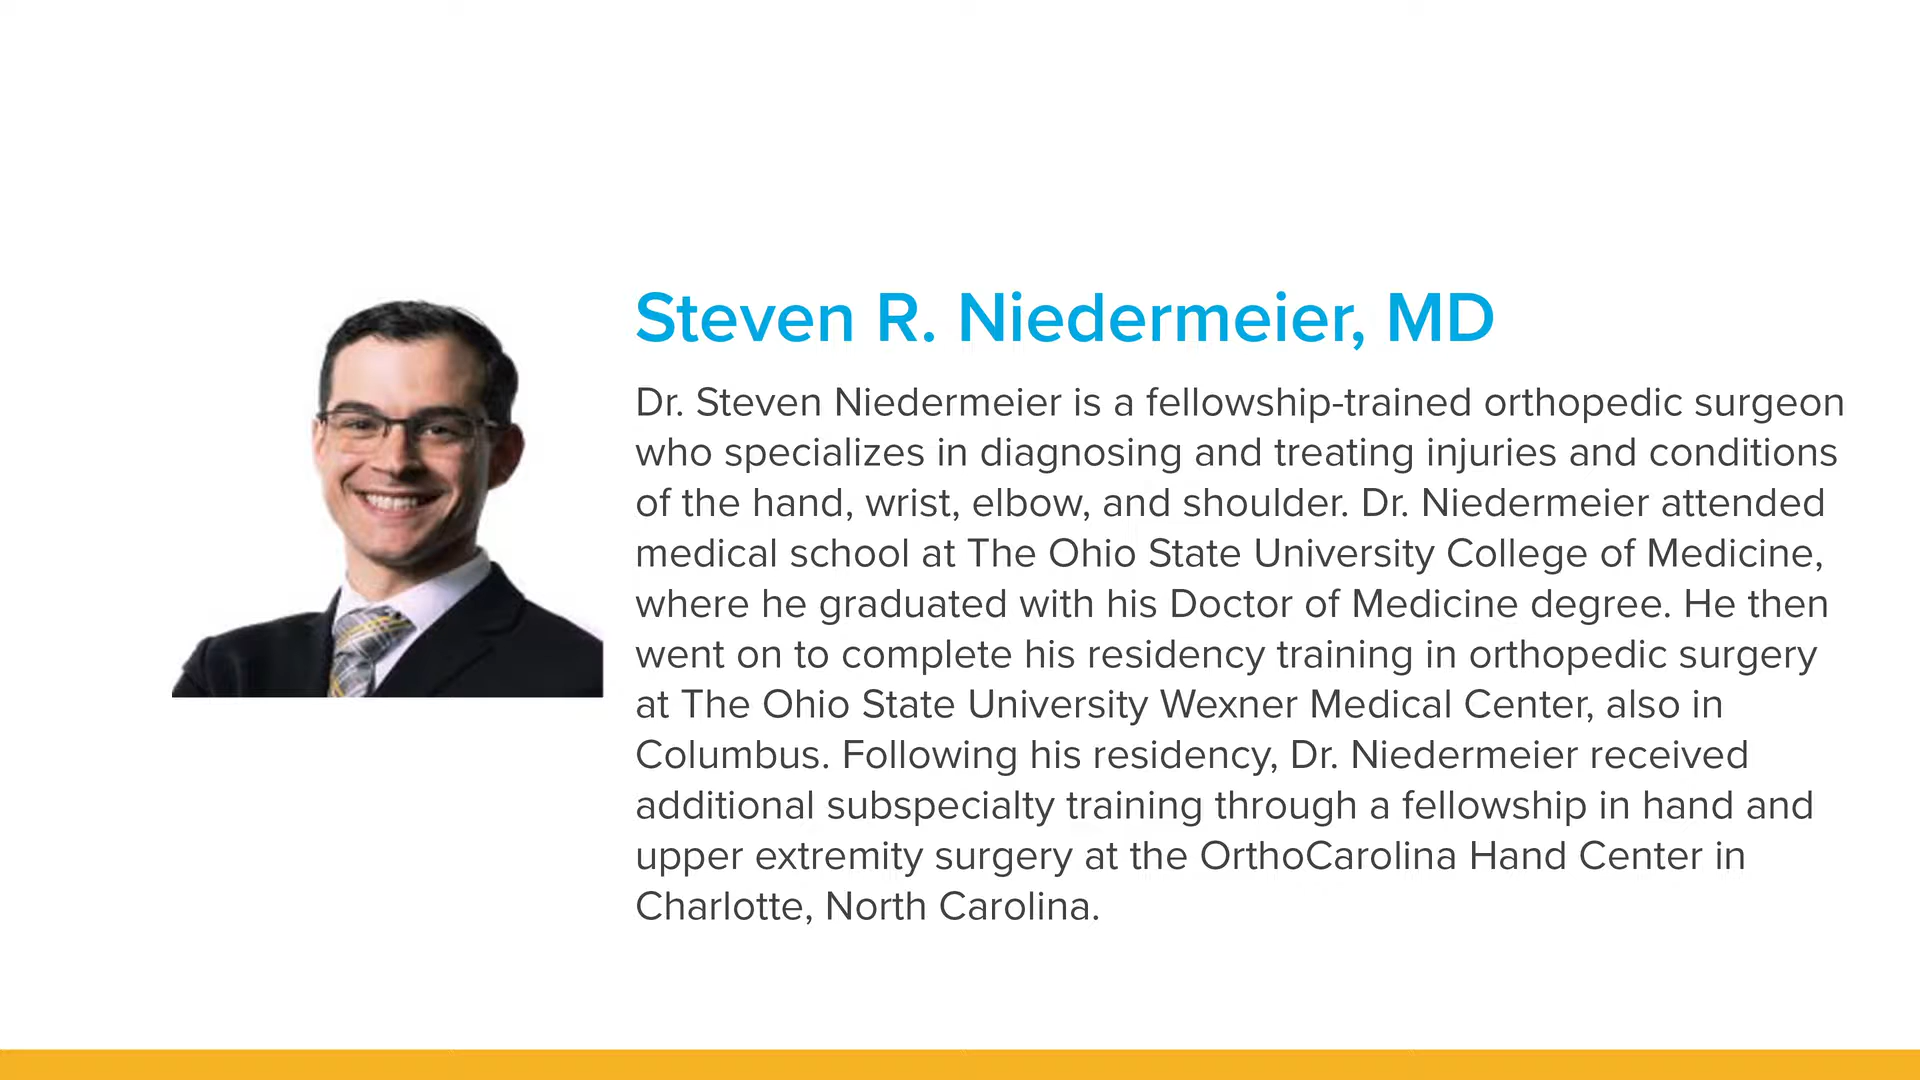 Steven R. Niedermeier, MD
Dr. Steven Niedermeier is a fellowship-trained orthopedic surgeon
who specializes in diagnosing and treating injuries and conditions
of the hand, wrist, elbow, and shoulder. Dr. Niedermeier attended
medical school at The Ohio State University College of Medicine,
where he graduated with his Doctor of Medicine degree. He then
went on to complete his residency training in orthopedic surgery
at The Ohio State University Wexner Medical Center, also in
Columbus. Following his residency, Dr. Niedermeier received
additional subspecialty training through a fellowship in hand and
upper extremity surgery at the OrthoCarolina Hand Center in
Charlotte, North Carolina.